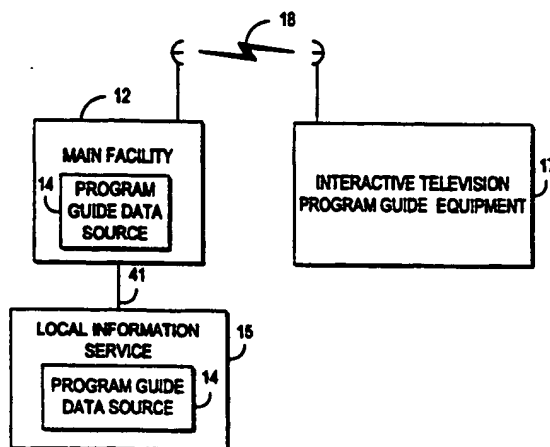 18
12
MAIN FACILITY
14
PROGRAM
GUIDE DATA
SOURCE
INTERACTIVE TELEVISION
PROGRAM GUIDE EQUIPMENT
17
41
LOCAL INFORMATION
SERVICE
15
PROGRAM GUIDE
DATA SOURCE
14